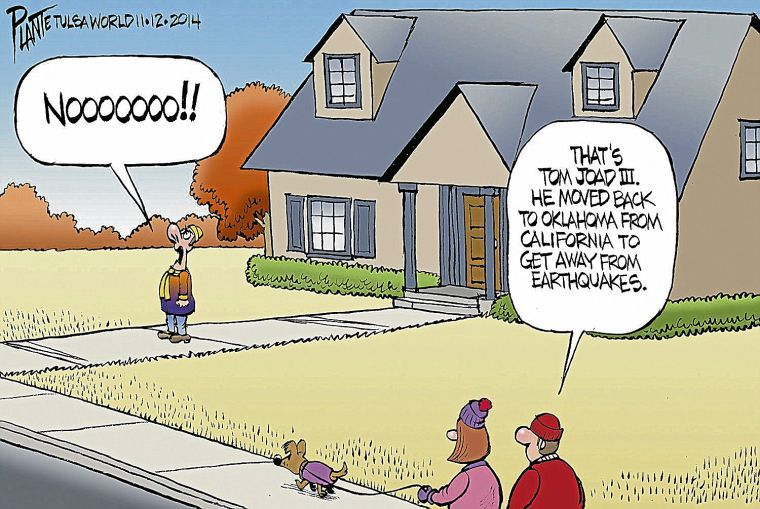 PLANTE TULSA WORLD 11·12·2014
NOOOOOOO!!
THAT'S
TOM JOAD III.
HE MOVED BACK
TO OKLAHOMA FROM
CALIFORNIA TO
GET AWAY FROM
EARTHQUAKES.